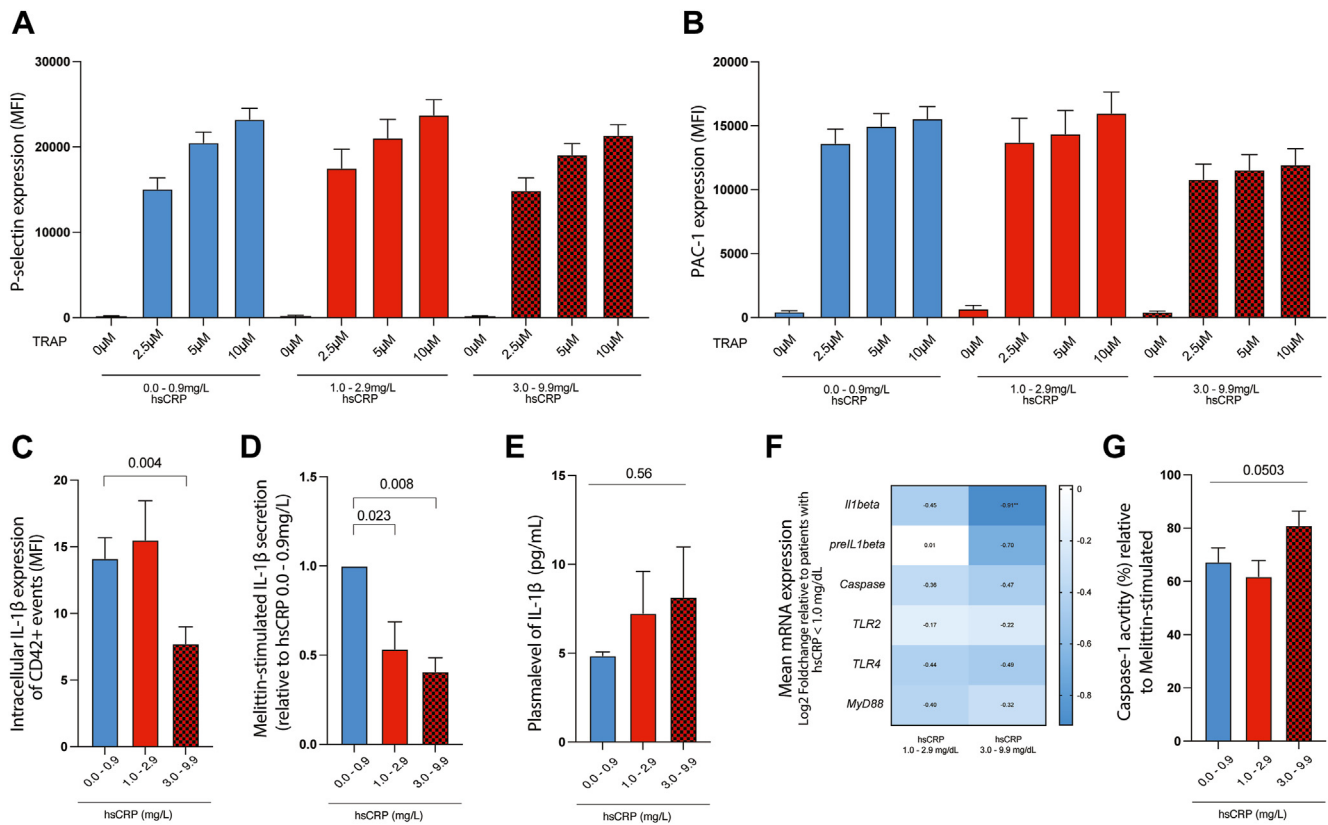 A
P-selectin expression (MFI)
30000
20000
10000
0
TRAP
0µM
2.5µM
5µM
10µM
0µM
2.5µM
5µM
10µM
0µM
2.5µM
5µM
10µM
0.0 - 0.9mg/L
hsCRP
1.0 - 2.9mg/L
hsCRP
3.0 - 9.9mg/L
hsCRP
B
PAC-1 expression (MFI)
20000
15000
10000
5000
0
TRAP
0µM
2.5µM
5µM
10µM
0µM
2.5µM
5µM
10µM
0µM
2.5µM
5µM
10µM
0.0 - 0.9mg/L
hsCRP
1.0 - 2.9mg/L
hsCRP
3.0 - 9.9mg/L
hsCRP
C
Intracellular IL-1β expression
of CD42+ events (MFI)
20
15
10
5
0
0.004
0.0 - 0.9
1.0 - 2.9
3.0 - 9.9
hsCRP (mg/L)
D
Melittin-stimulated IL-1β secretion
(relative to hsCRP 0.0 - 0.9mg/L)
1.5
1.0
0.5
0.0
0.008
0.023
0.0 - 0.9
1.0 - 2.9
3.0 - 9.9
hsCRP (mg/L)
E
Plasmalevel of IL-1β (pg/mL)
15
10
5
0
0.56
0.0 - 0.9
1.0 - 2.9
3.0 - 9.9
hsCRP (mg/L)
F
Mean mRNA expression
Log2 Foldchange relative to patients with
hsCRP < 1.0 mg/dL
Il1beta
-0.45
-0.91**
preIL1beta
0.01
-0.70
Caspase
-0.36
-0.47
TLR2
-0.17
-0.22
TLR4
-0.44
-0.49
MyD88
-0.40
-0.32
hsCRP
1.0 - 2.9 mg/dL
hsCRP
3.0 - 9.9 mg/dL
0
-0.2
-0.4
-0.6
-0.8
G
Caspase-1 acvtity (%) relative
to Melittin-stimulated
100
80
60
40
20
0
0.0503
0.0 - 0.9
1.0 - 2.9
3.0 - 9.9
hsCRP (mg/L)